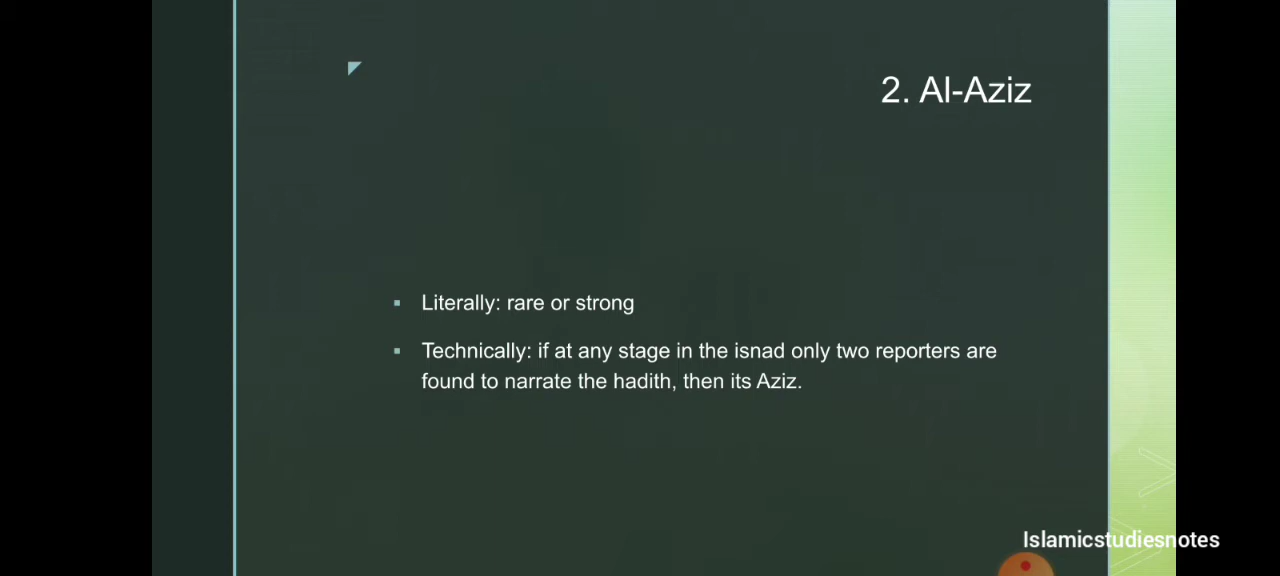 2. Al-Aziz
▪ Literally: rare or strong
▪ Technically: if at any stage in the isnad only two reporters are
found to narrate the hadith, then its Aziz.
Islamicstudiesnotes